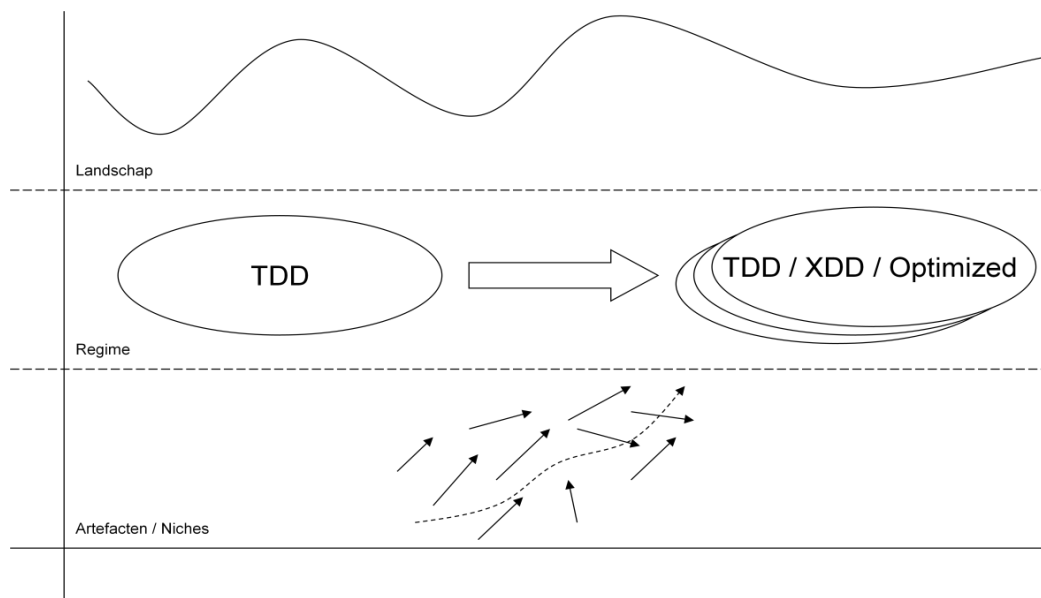 Landschap
TDD
TDD / XDD / Optimized
Regime
Artefacten / Niches